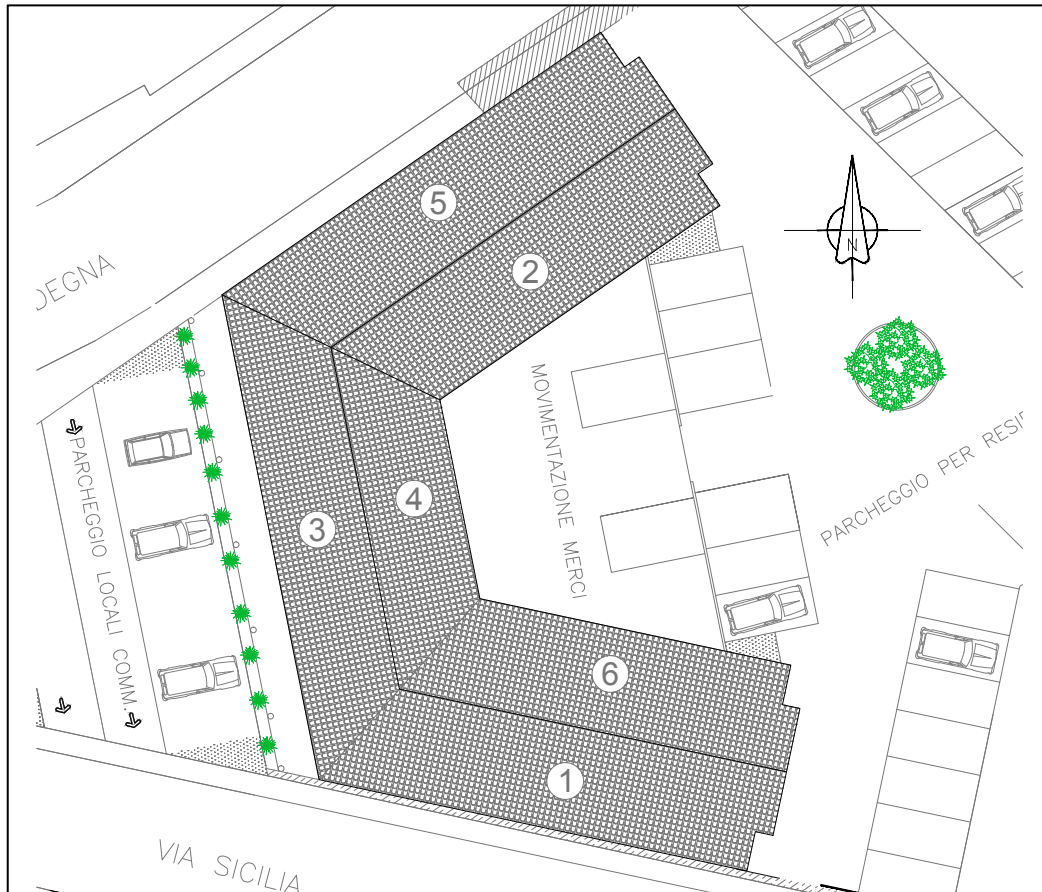 5
2
N
DEGNA
MOVIMENTAZIONE MERCI
PARCHEGGIO PER RESI
PARCHEGGIO LOCALI COMM.
3
4
6
1
VIA SICILIA